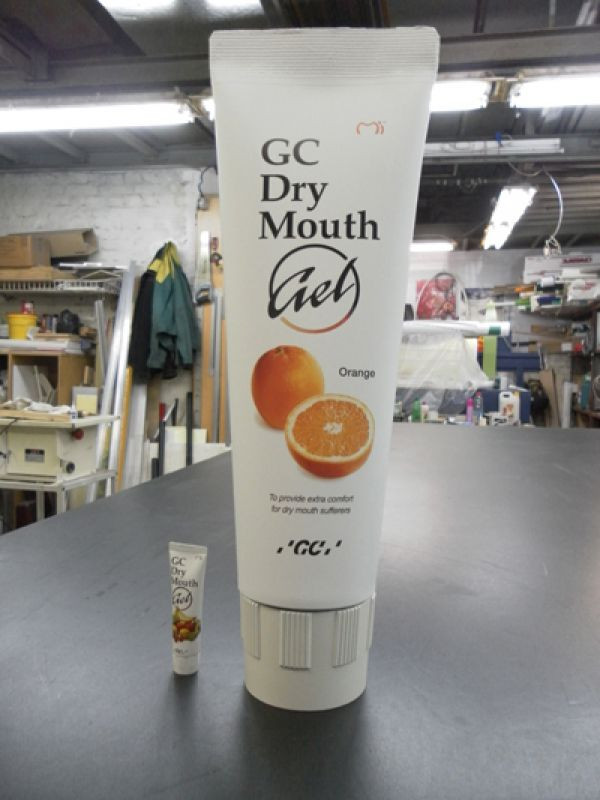 GC
Dry
Mouth
Gel
Orange
To provide extra comfort
for dry mouth sufferers
'GC'
GC
Dry
Mouth
Gel